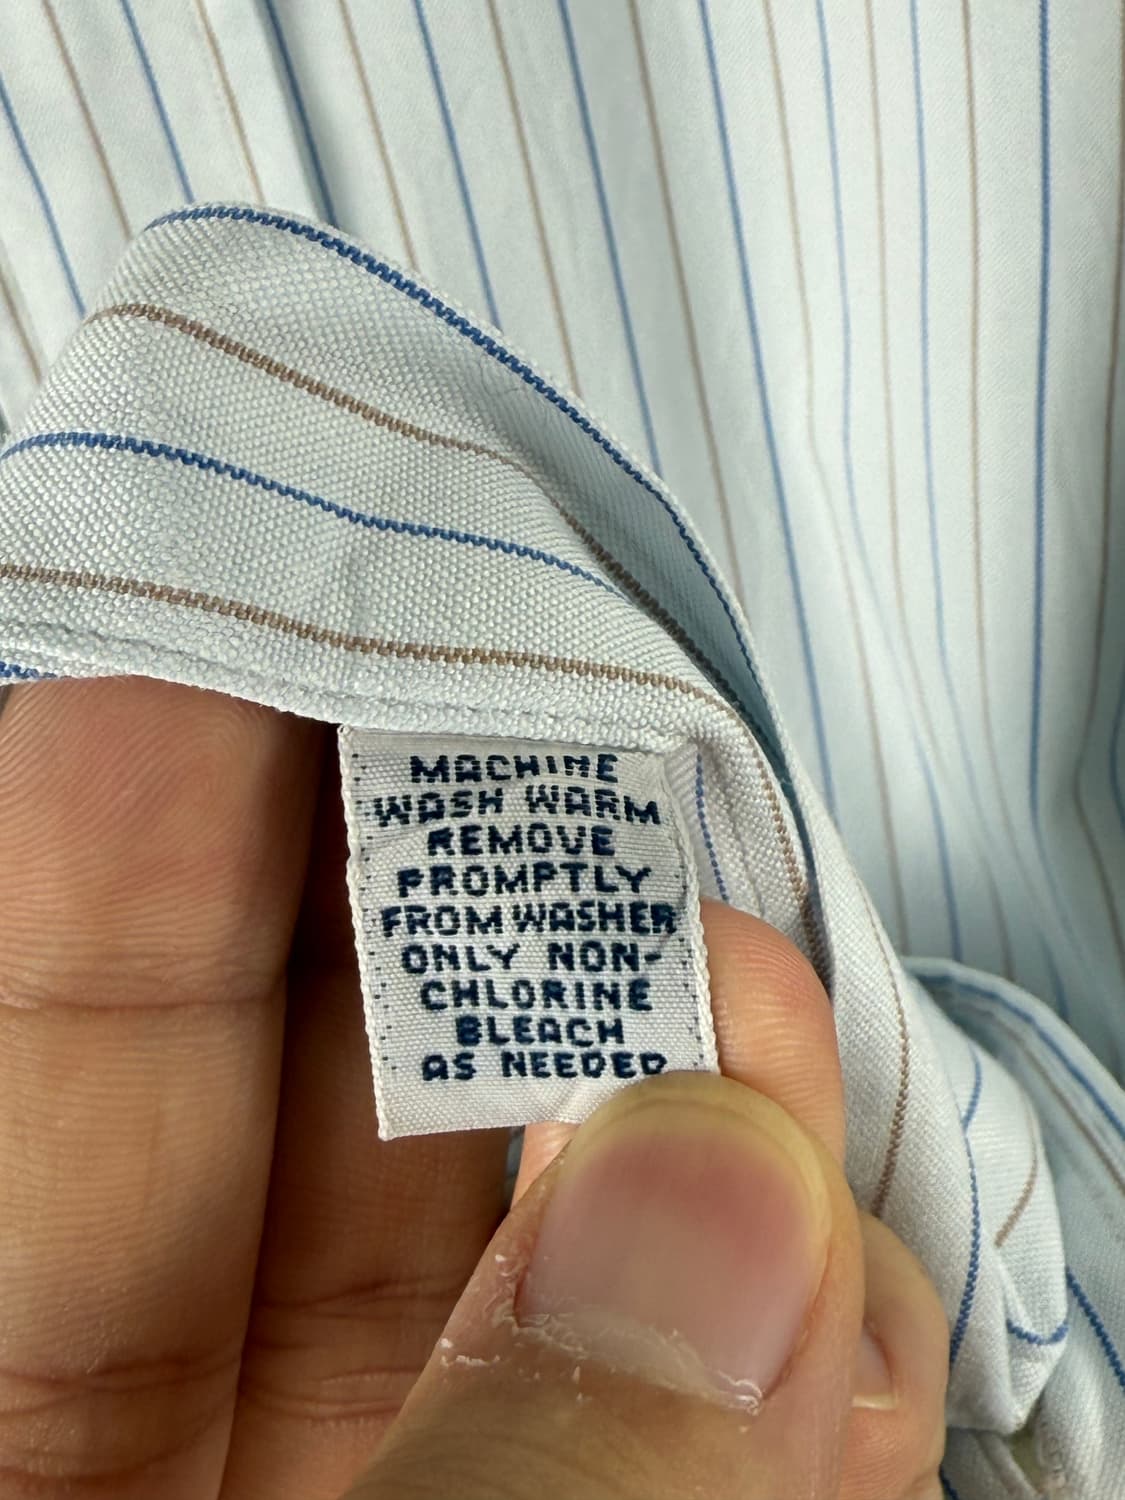 MACHINE
WASH WARM
REMOVE
PROMPTLY
FROM WASHER
ONLY NON-
CHLORINE
BLEACH
AS NEEDED